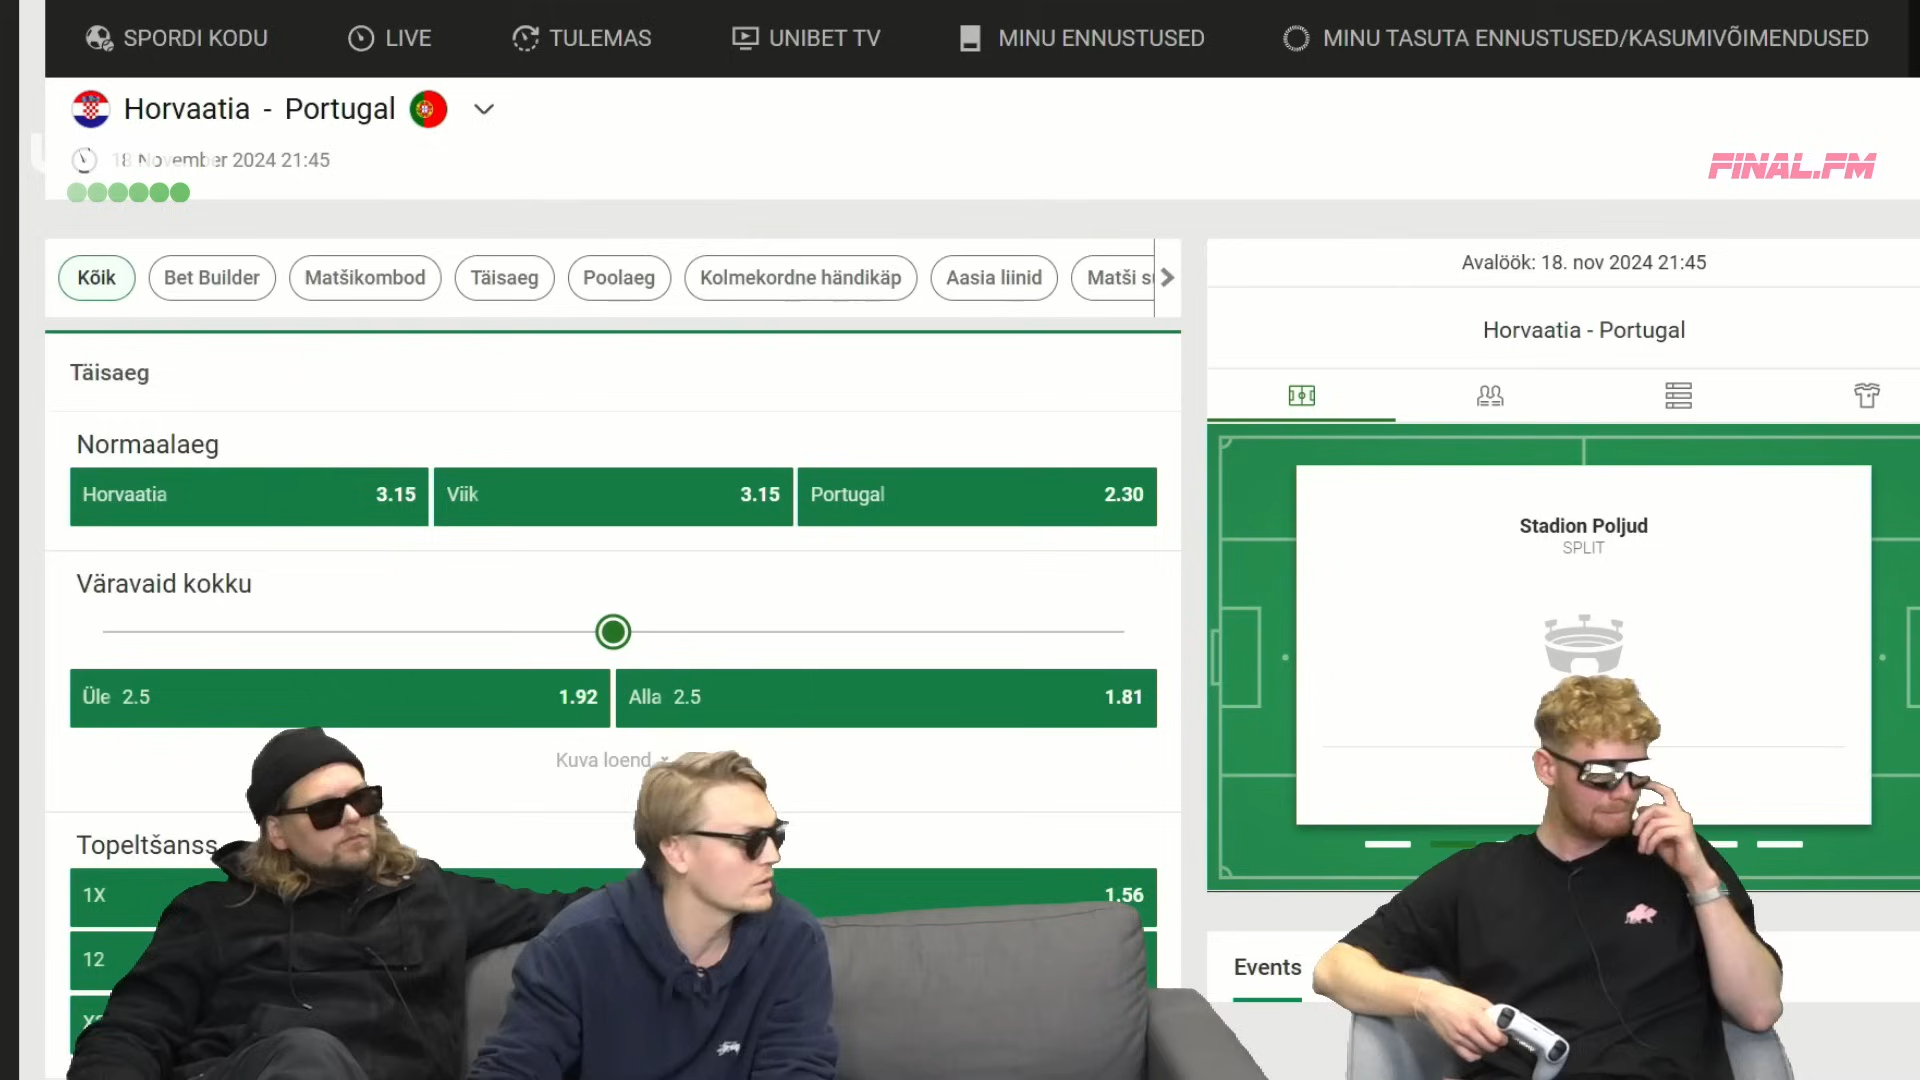 SPORDI KODU
LIVE
TULEMAS
UNIBET TV
MINU ENNUSTUSED
MINU TASUTA ENNUSTUSED/KASUMIVÕIMENDUSED
Horvaatia - Portugal
18 November 2024 21:45
FINAL.FM
Kõik
Bet Builder
Matšikombod
Täisaeg
Poolaeg
Kolmekordne händikäp
Aasia liinid
Matši
Avalöök: 18. nov 2024 21:45
Horvaatia - Portugal
Täisaeg
Normaalaeg
Horvaatia 3.15
Viik 3.15
Portugal 2.30
Stadion Poljud
SPLIT
Väravaid kokku
Üle 2.5 1.92
Alla 2.5 1.81
Kuva loend
Topeltšanss
1X
1.56
12
Events